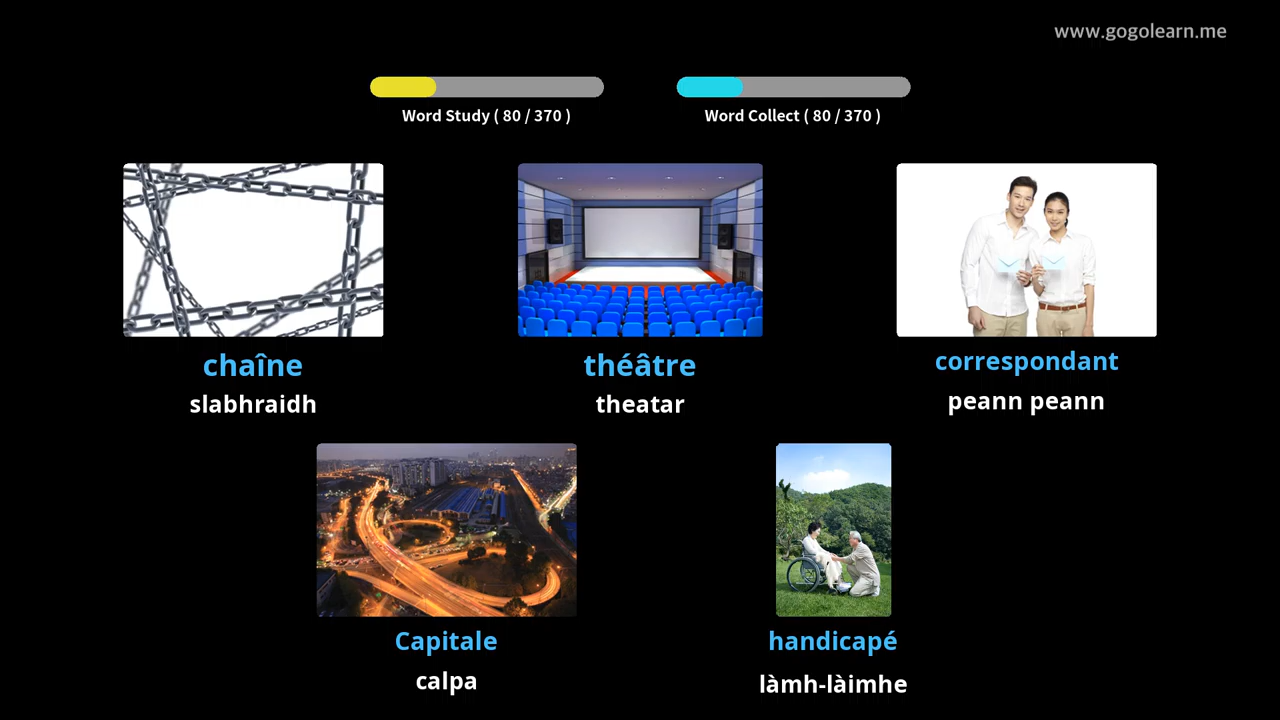 www.gogolearn.me
Word Study ( 80 / 370 )
Word Collect ( 80 / 370 )
chaîne
slabhraidh
théâtre
theatar
correspondant
peann peann
Capitale
calpa
handicapé
làmh-làimhe